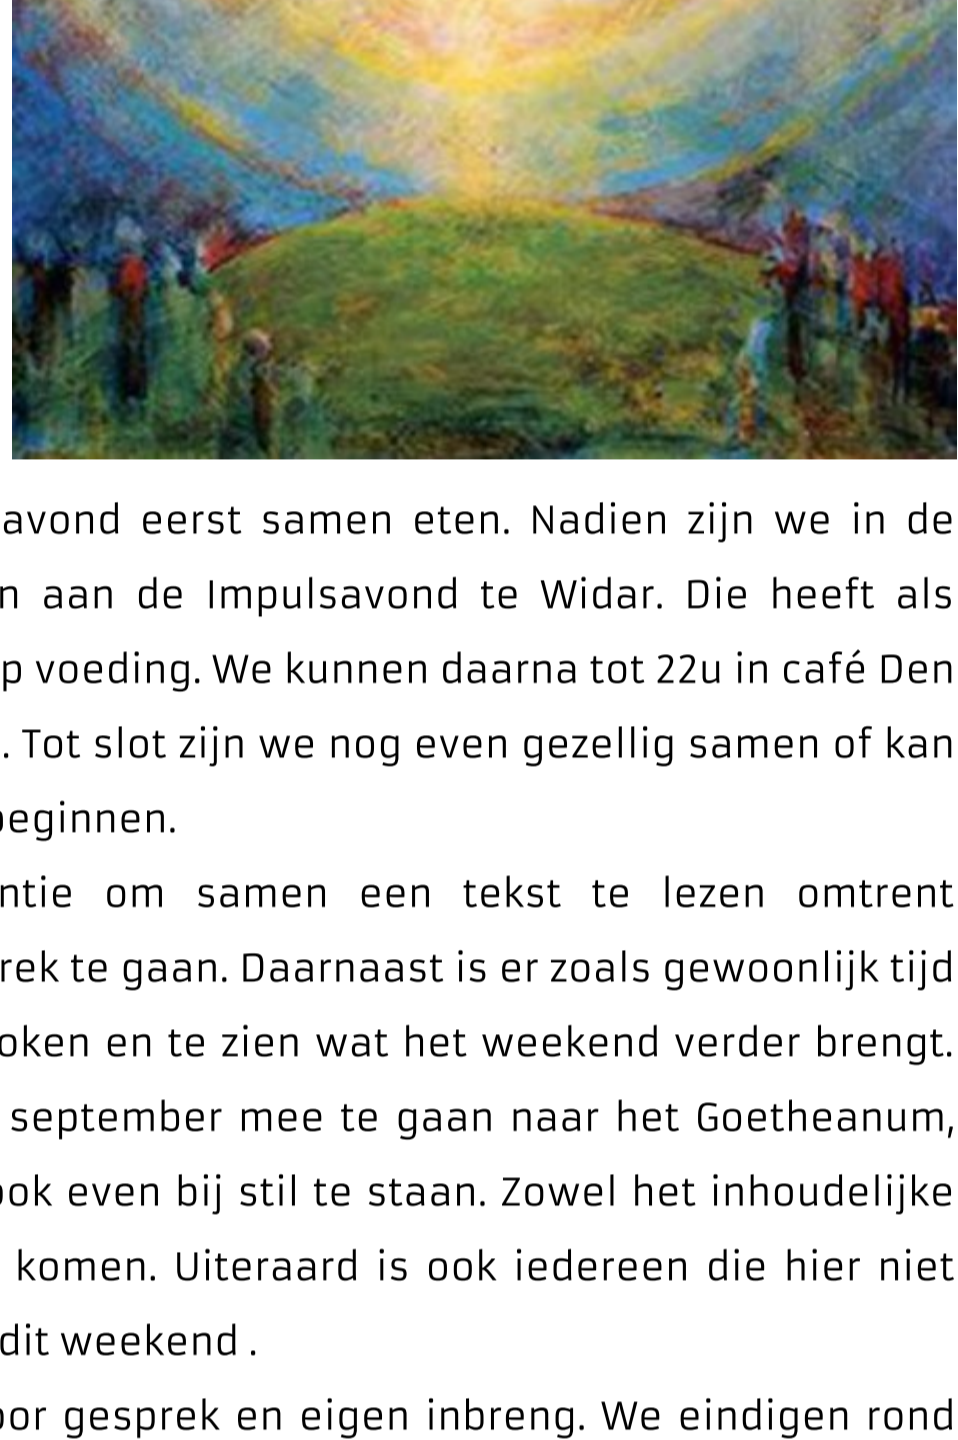 avond eerst samen eten. Nadien zijn we in de
n aan de Impulsavond te Widar. Die heeft als
p voeding. We kunnen daarna tot 22u in café Den
. Tot slot zijn we nog even gezellig samen of kan
beginnen.
ntie om samen een tekst te lezen omtrent
rek te gaan. Daarnaast is er zoals gewoonlijk tijd
oken en te zien wat het weekend verder brengt.
september mee te gaan naar het Goetheanum,
ook even bij stil te staan. Zowel het inhoudelijke
komen. Uiteraard is ook iedereen die hier niet
dit weekend .
oor gesprek en eigen inbreng. We eindigen rond